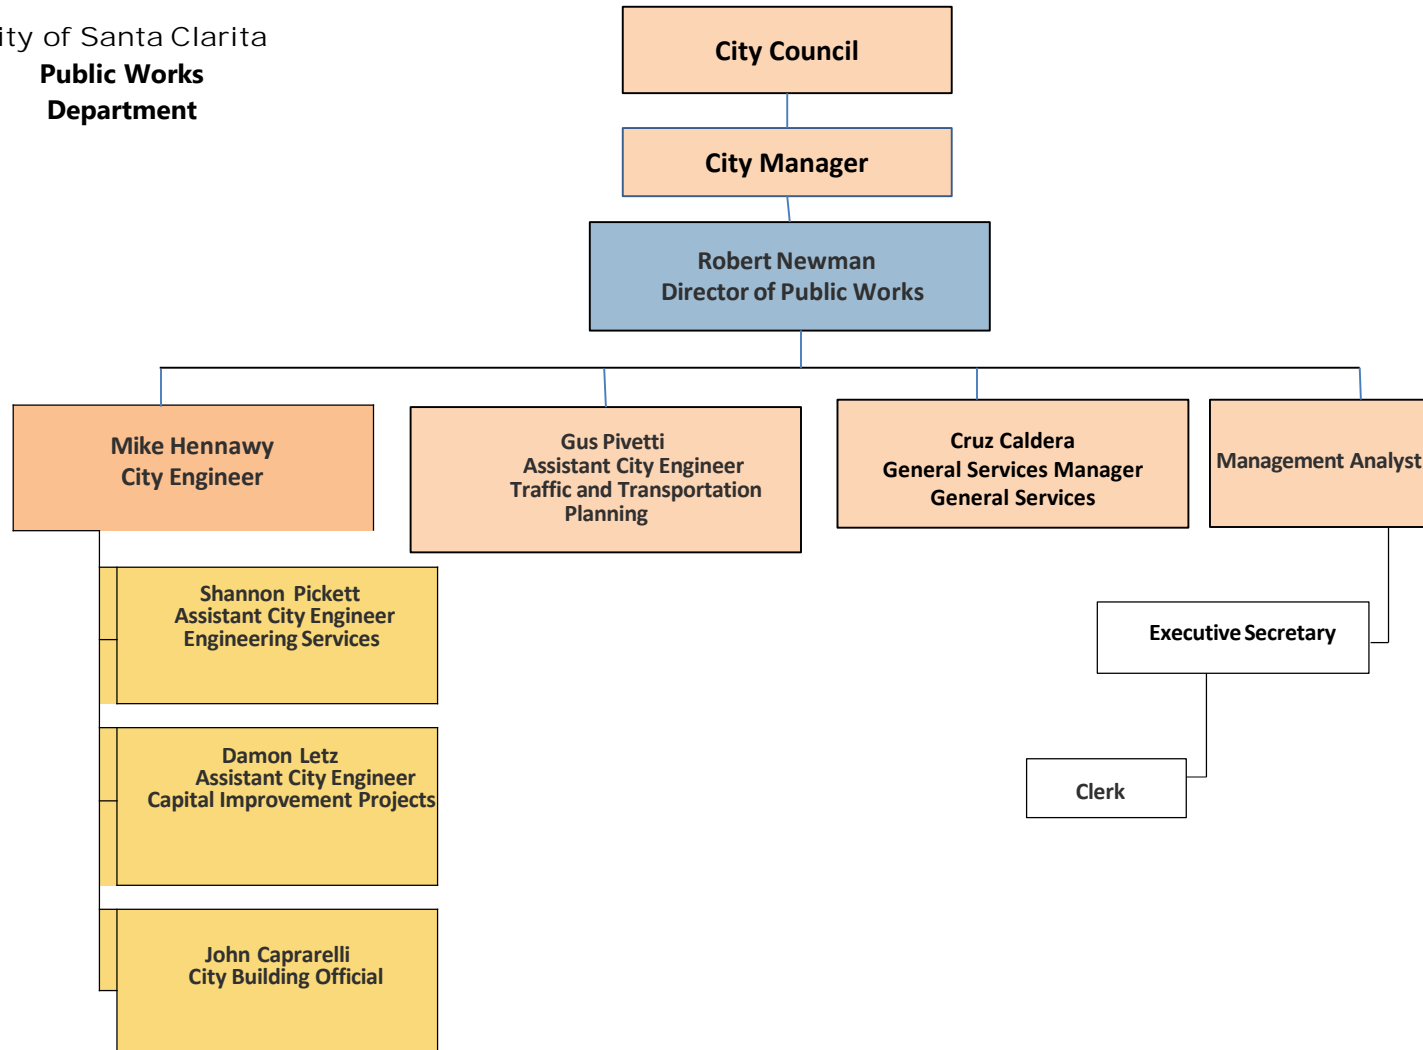 ity of Santa Clarita
Public Works
Department
City Council
City Manager
Robert Newman
Director of Public Works
Mike Hennawy
City Engineer
Gus Pivetti
Assistant City Engineer
Traffic and Transportation
Planning
Cruz Caldera
General Services Manager
General Services
Management Analyst
Shannon Pickett
Assistant City Engineer
Engineering Services
Executive Secretary
Damon Letz
Assistant City Engineer
Capital Improvement Projects
Clerk
John Caprarelli
City Building Official